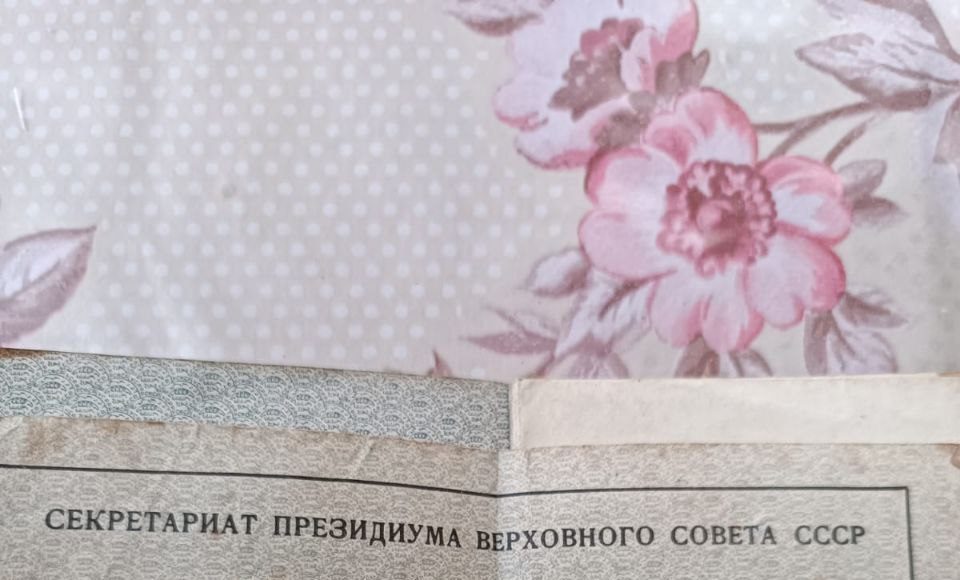 СЕКРЕТАРИАТ ПРЕЗИДИУМА ВЕРХОВНОГО СОВЕТА СССР